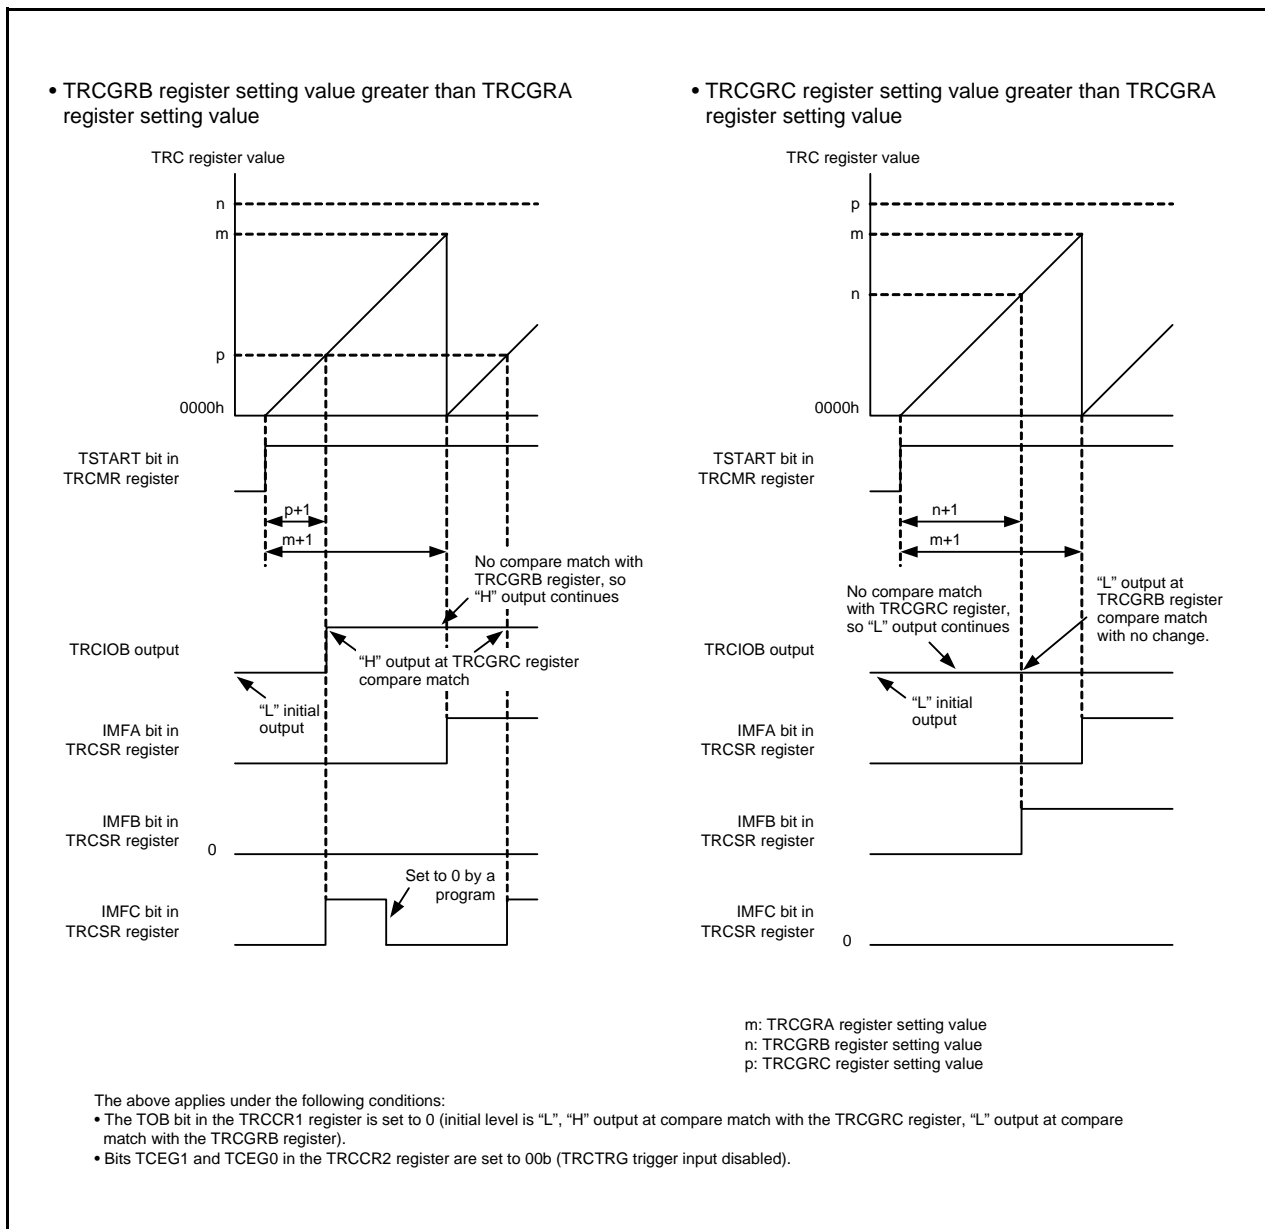 • TRCGRB register setting value greater than TRCGRA
register setting value
TRC register value
n
m
p
0000h
TSTART bit in
TRCMR register
p+1
m+1
No compare match with
TRCGRB register, so
“H” output continues
TRCIOB output
“H” output at TRCGRC register
compare match
“L” initial
output
IMFA bit in
TRCSR register
IMFB bit in
TRCSR register
0
Set to 0 by a
program
IMFC bit in
TRCSR register
• TRCGRC register setting value greater than TRCGRA
register setting value
TRC register value
p
m
n
0000h
TSTART bit in
TRCMR register
n+1
m+1
No compare match
with TRCGRC register,
so “L” output continues
“L” output at
TRCGRB register
compare match
with no change.
TRCIOB output
“L” initial
output
IMFA bit in
TRCSR register
IMFB bit in
TRCSR register
IMFC bit in
TRCSR register
0
m: TRCGRA register setting value
n: TRCGRB register setting value
p: TRCGRC register setting value
The above applies under the following conditions:
• The TOB bit in the TRCCR1 register is set to 0 (initial level is “L”, “H” output at compare match with the TRCGRC register, “L” output at compare
match with the TRCGRB register).
• Bits TCEG1 and TCEG0 in the TRCCR2 register are set to 00b (TRCTRG trigger input disabled).